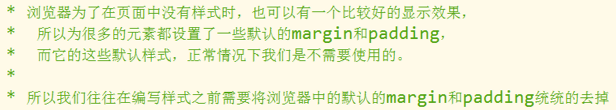 * 浏览器为了在页面中没有样式时，也可以有一个比较好的显示效果，
* 所以为很多的元素都设置了一些默认的margin和padding，
* 而它的这些默认样式，正常情况下我们是不需要使用的。
*
* 所以我们往往在编写样式之前需要将浏览器中的默认的margin和padding统统的去掉